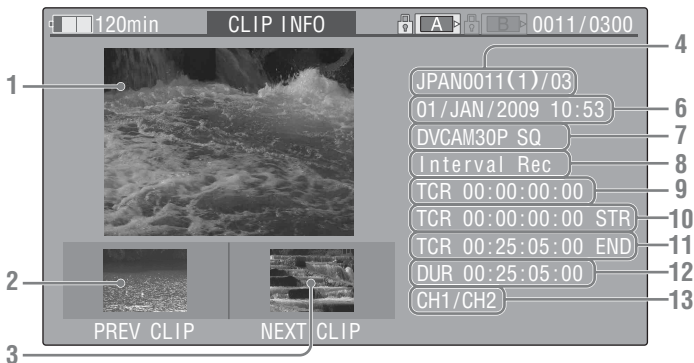 120min CLIP INFO A B 0011/0300
4
1
JPAN0011(1)/03
01/JAN/2009 10:53 6
DVCAM30P SQ 7
Interval Rec 8
TCR 00:00:00:00 9
TCR 00:00:00:00 STR 10
TCR 00:25:05:00 END 11
2
DUR 00:25:05:00 12
CH1/CH2 13
PREV CLIP NEXT CLIP
3